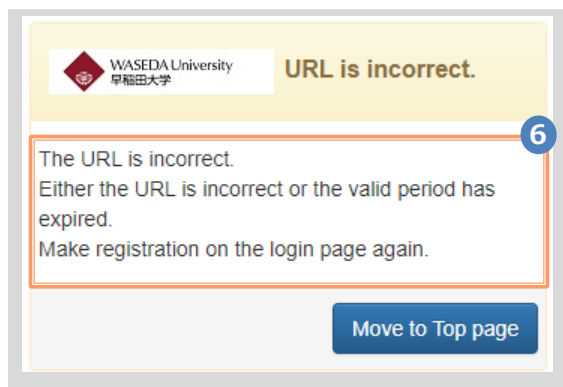 WASEDA University
早稲田大学
URL is incorrect.
6
The URL is incorrect.
Either the URL is incorrect or the valid period has
expired.
Make registration on the login page again.
Move to Top page